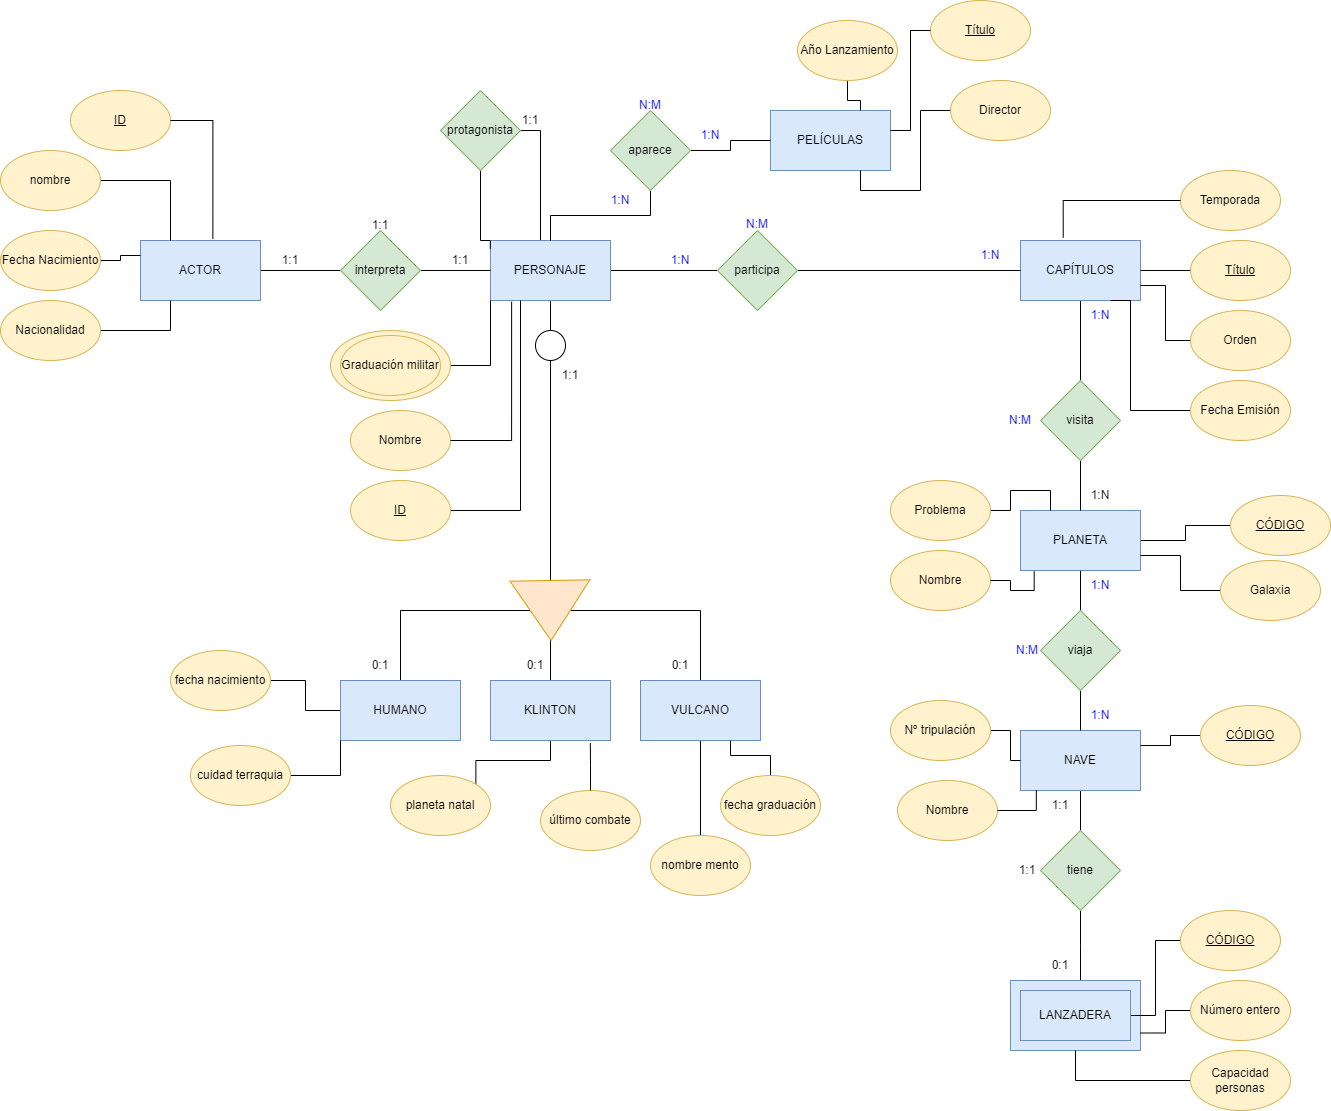 Título
Año Lanzamiento
N:M
Director
ID
protagonista
1:1
1:N
PELÍCULAS
aparece
nombre
1:N
Temporada
1:1
N:M
Fecha Nacimiento
ACTOR
1:1
interpreta
1:1
PERSONAJE
1:N
participa
1:N
CAPÍTULOS
Título
Nacionalidad
1:N
Orden
Graduación militar
1:1
Nombre
N:M
visita
Fecha Emisión
1:N
ID
Problema
PLANETA
CÓDIGO
Nombre
1:N
Galaxia
N:M
viaja
0:1
0:1
0:1
fecha nacimiento
HUMANO
KLINTON
VULCANO
1:N
Nº tripulación
CÓDIGO
NAVE
cuidad terraquia
planeta natal
último combate
fecha graduación
Nombre
1:1
nombre mento
1:1
tiene
0:1
CÓDIGO
LANZADERA
Número entero
Capacidad
personas